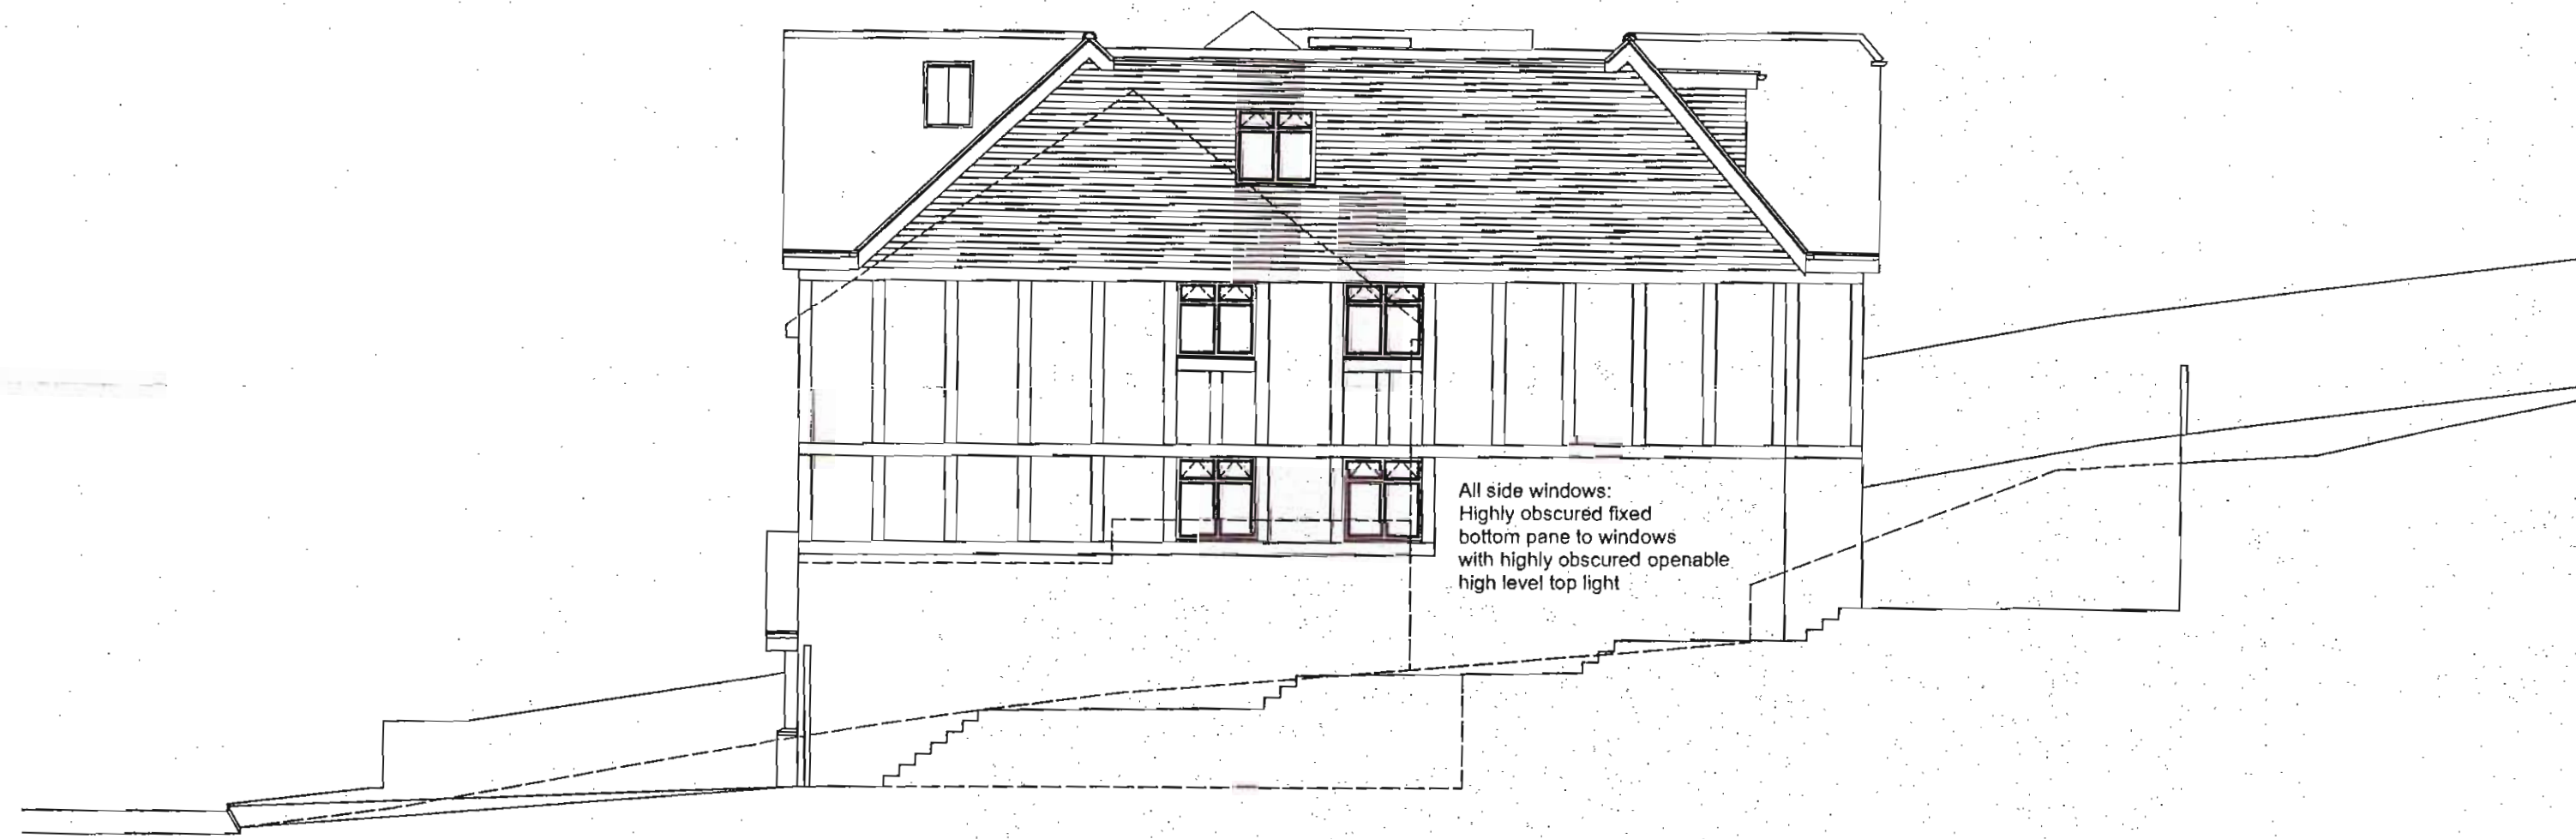 All side windows:
Highly obscured fixed
bottom pane to windows
with highly obscured openable
high level top light